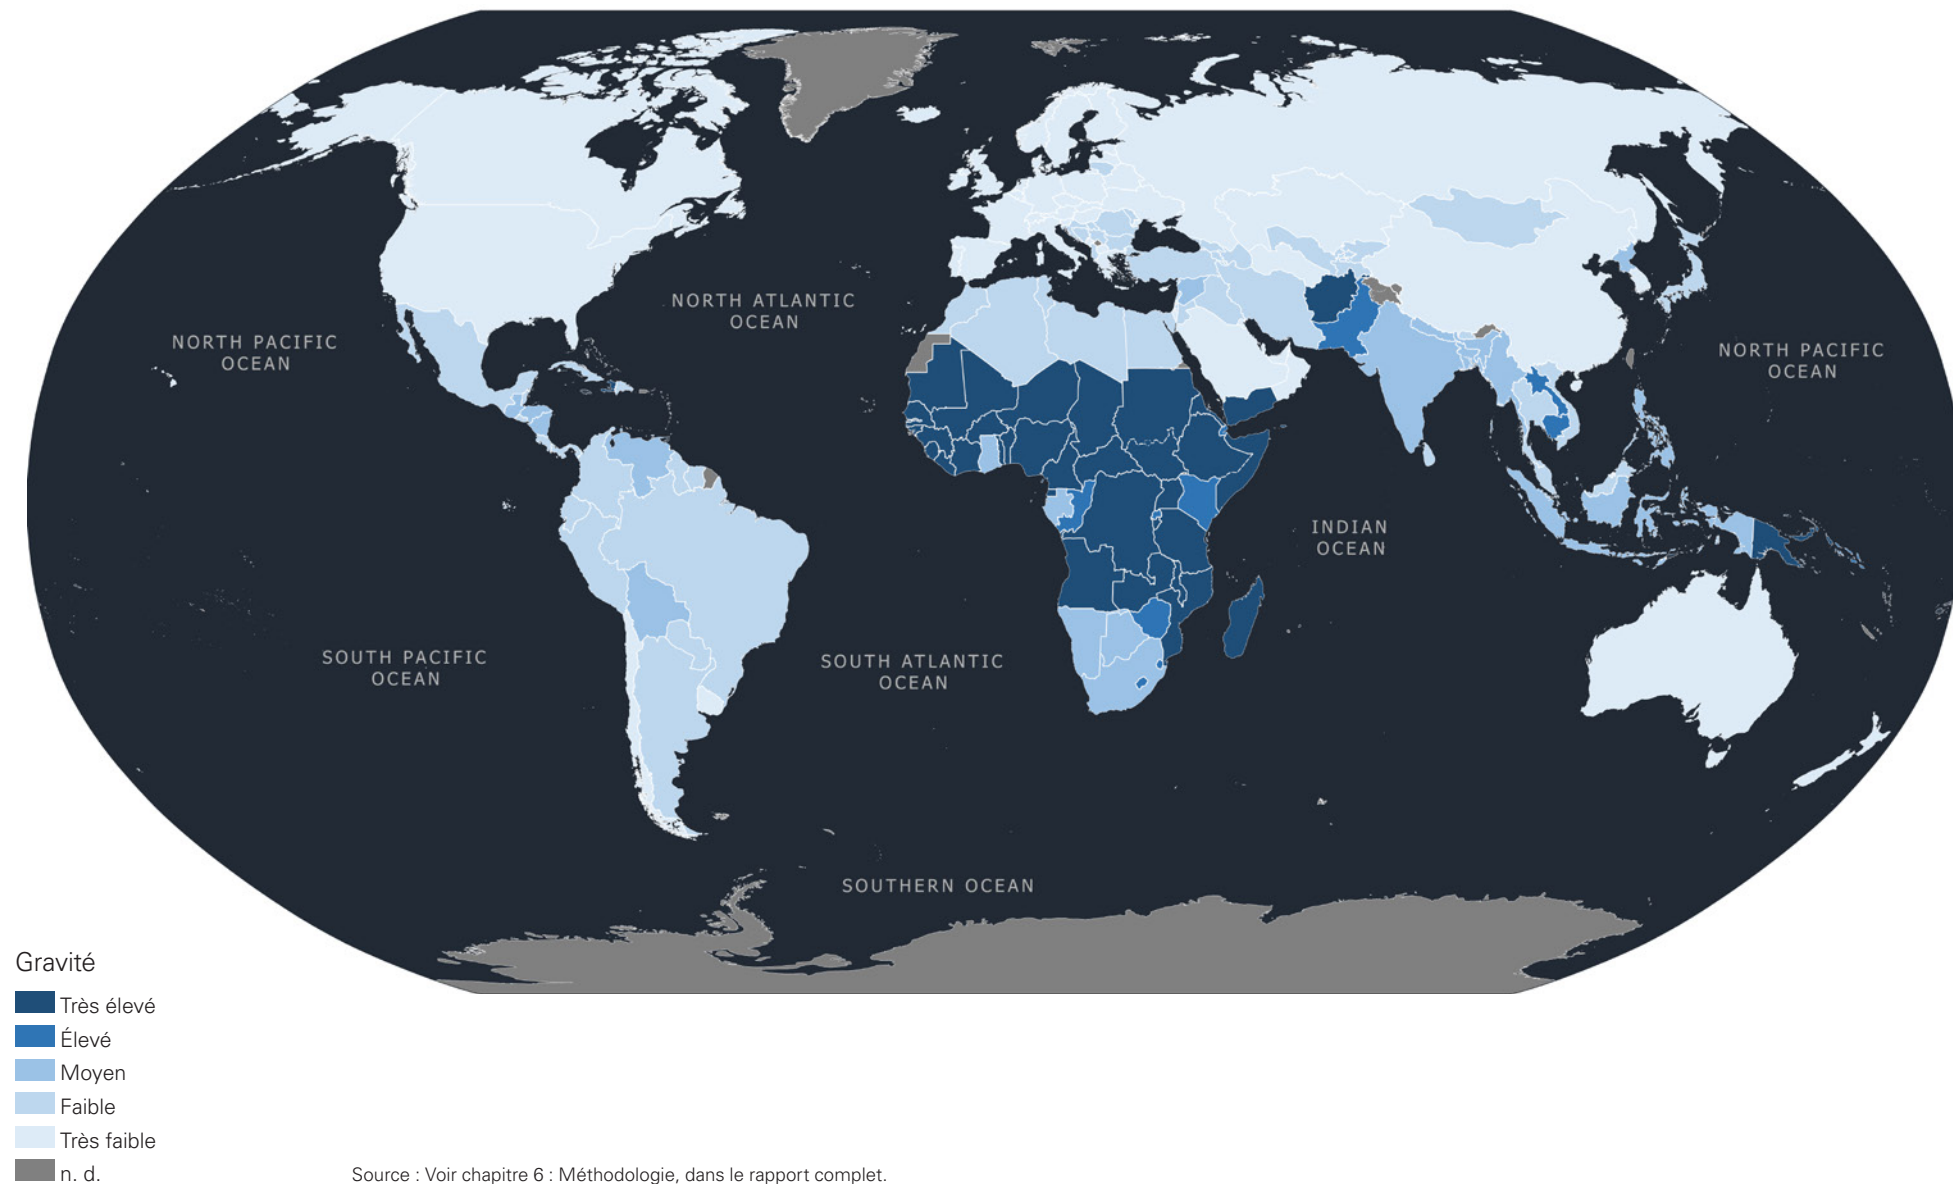 NORTH ATLANTIC
OCEAN
NORTH PACIFIC
OCEAN
NORTH PACIFIC
OCEAN
INDIAN
OCEAN
SOUTH PACIFIC
OCEAN
SOUTH ATLANTIC
OCEAN
SOUTHERN OCEAN
Gravité
Très élevé
Élevé
Moyen
Faible
Très faible
n. d.
Source : Voir chapitre 6 : Méthodologie, dans le rapport complet.